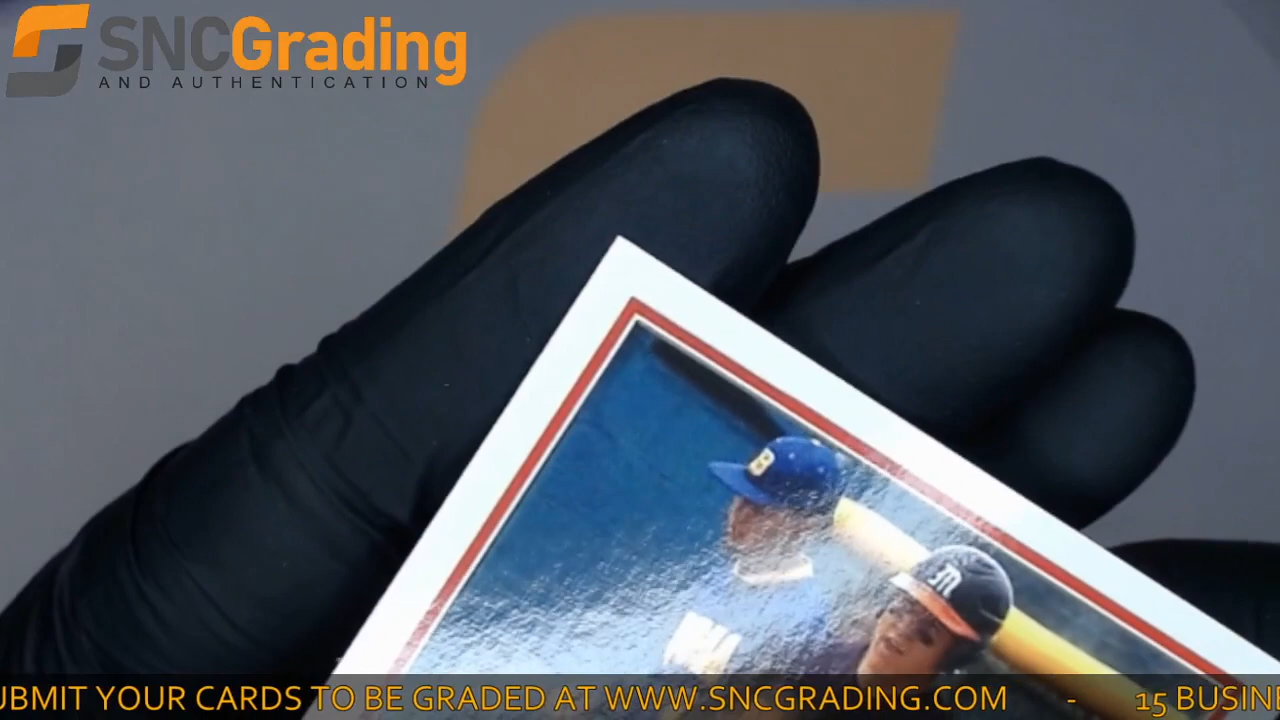 SNCGrading
AND AUTHENTICATION
B
M
UBMIT YOUR CARDS TO BE GRADED AT WWW.SNCGRADING.COM - 15 BUSINE